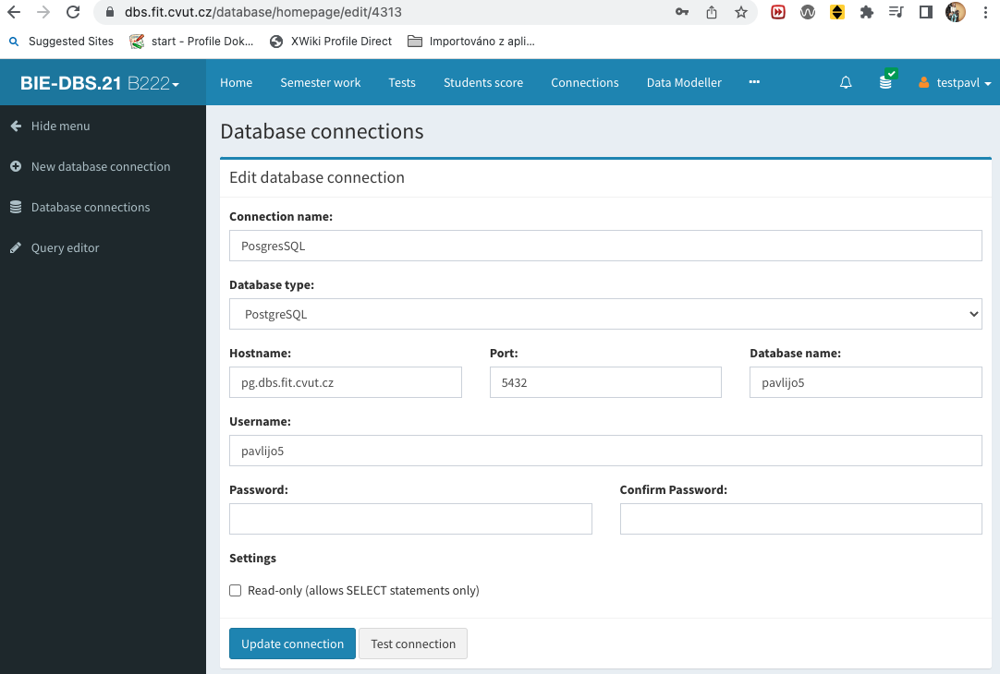 dbs.fit.cvut.cz/database/homepage/edit/4313
Suggested Sites start - Profile Dok... XWiki Profile Direct Importováno z apli...
BIE-DBS.21 B222 Home Semester work Tests Students score Connections Data Modeller ··· testpavl
Hide menu
New database connection
Database connections
Query editor
Database connections
Edit database connection
Connection name:
PosgresSQL
Database type:
PostgreSQL
Hostname: Port: Database name:
pg.dbs.fit.cvut.cz 5432 pavlijo5
Username:
pavlijo5
Password: Confirm Password:
Settings
Read-only (allows SELECT statements only)
Update connection Test connection